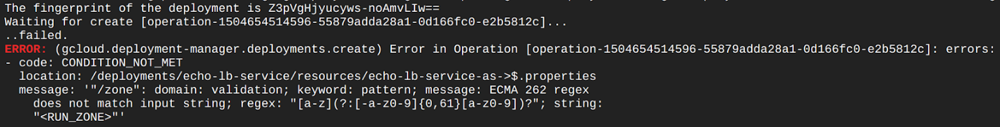 The fingerprint of the deployment is Z3pVgHjyucyws-noAmvLIw==
Waiting for create [operation-1504654514596-55879adda28a1-0d166fc0-e2b5812c]...
..failed.
ERROR: (gcloud.deployment-manager.deployments.create) Error in Operation [operation-1504654514596-55879adda28a1-0d166fc0-e2b5812c]: errors:
- code: CONDITION_NOT_MET
location: /deployments/echo-lb-service/resources/echo-lb-service-as->$.properties
message: '"/zone": domain: validation; keyword: pattern; message: ECMA 262 regex
does not match input string; regex: "[a-z](?:[-a-z0-9]{0,61}[a-z0-9])?"; string:
"<RUN_ZONE>"'